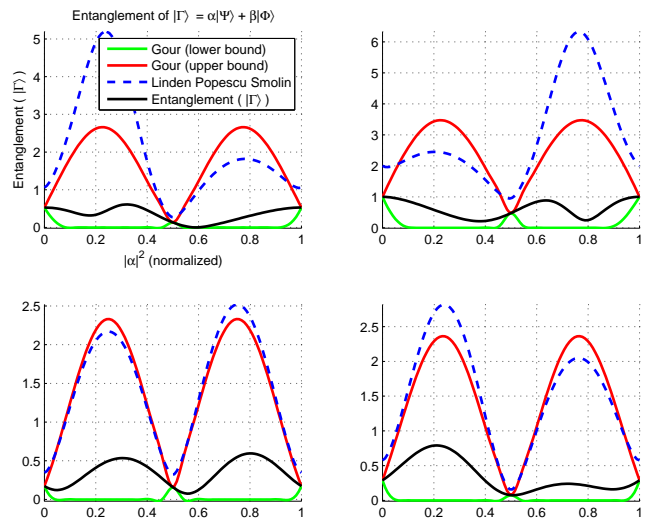 Entanglement of |Γ⟩ = α|Ψ⟩ + β|Φ⟩
Gour (lower bound)
Gour (upper bound)
Linden Popescu Smolin
Entanglement ( |Γ⟩ )
Entanglement ( |Γ⟩ )
5
4
3
2
1
0
0 0.2 0.4 0.6 0.8 1
|α|² (normalized)
6
5
4
3
2
1
0
0 0.2 0.4 0.6 0.8 1
2.5
2
1.5
1
0.5
0
0 0.2 0.4 0.6 0.8 1
2.5
2
1.5
1
0.5
0
0 0.2 0.4 0.6 0.8 1